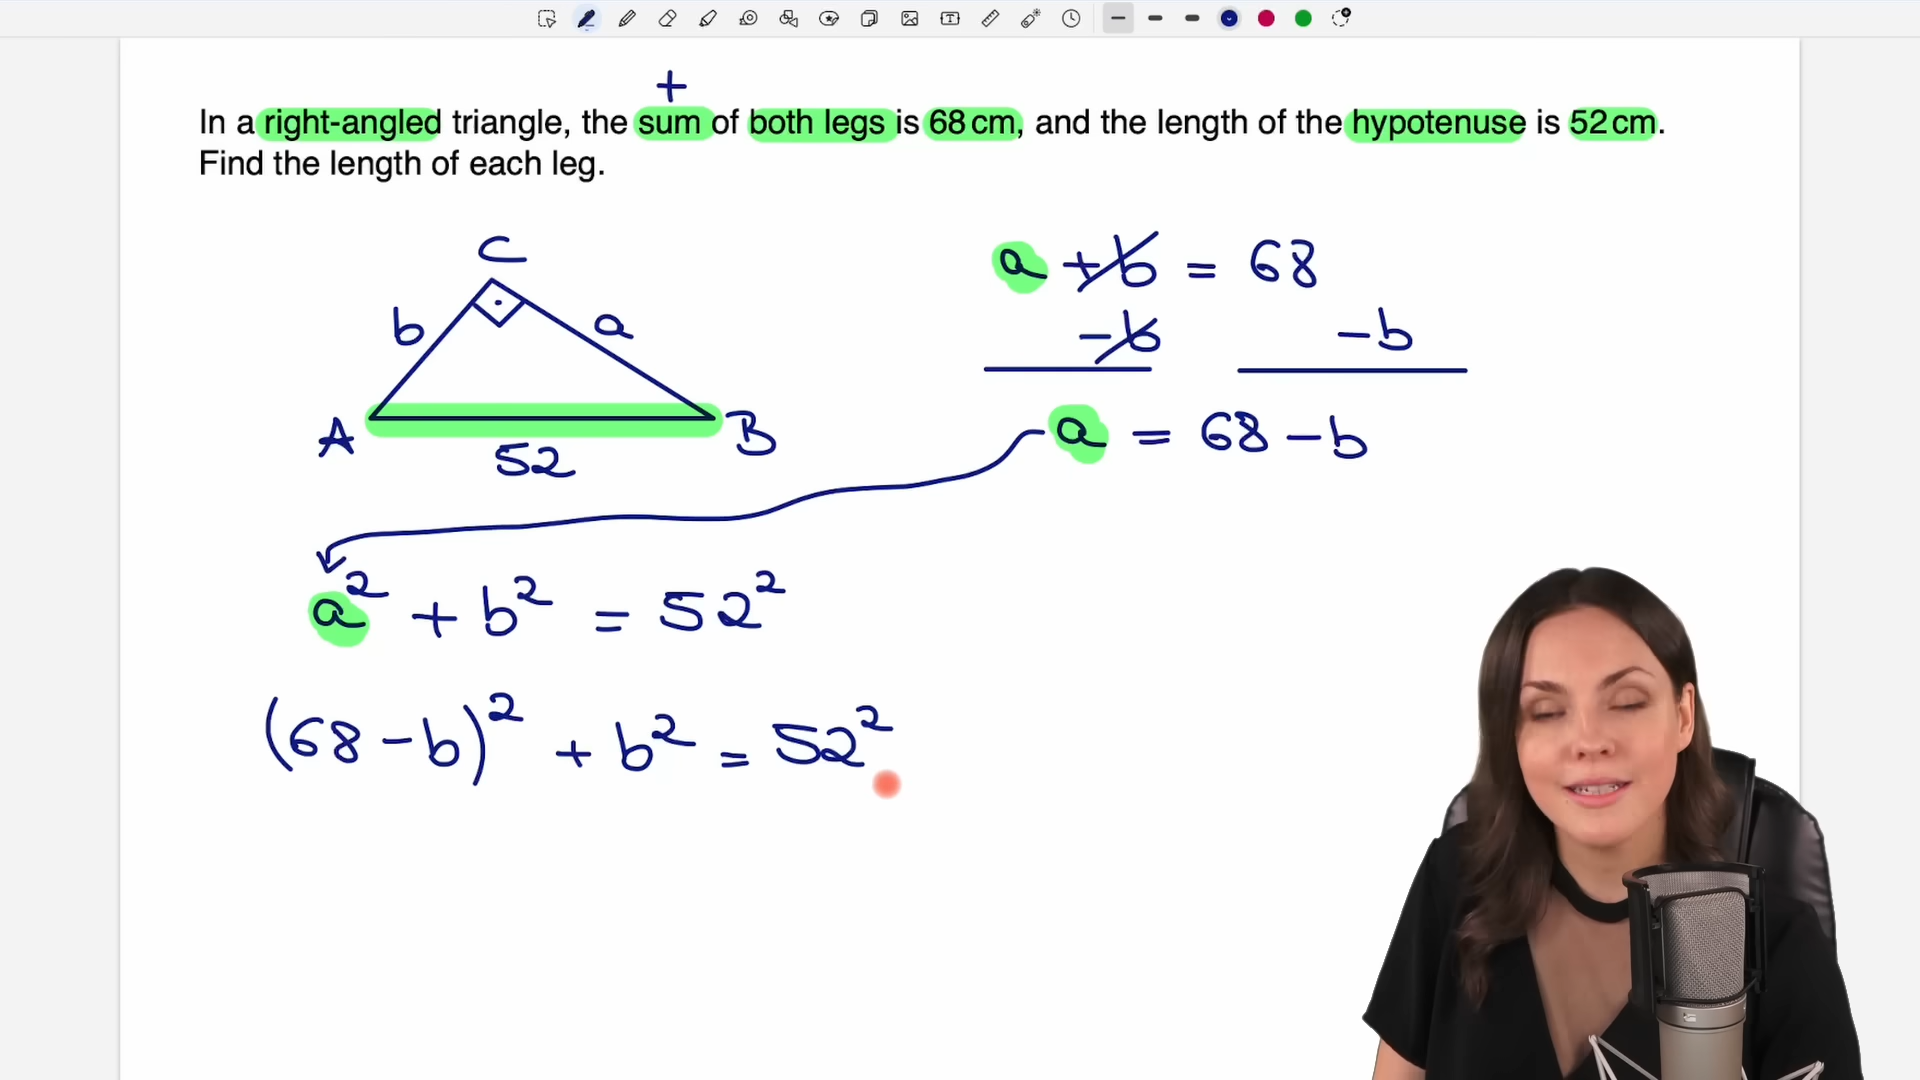 +
In a right-angled triangle, the sum of both legs is 68 cm, and the length of the hypotenuse is 52 cm.
Find the length of each leg.
C
b
a
A
B
52
a + b = 68
- b - b
a = 68 - b
a² + b² = 52²
(68 - b)² + b² = 52²